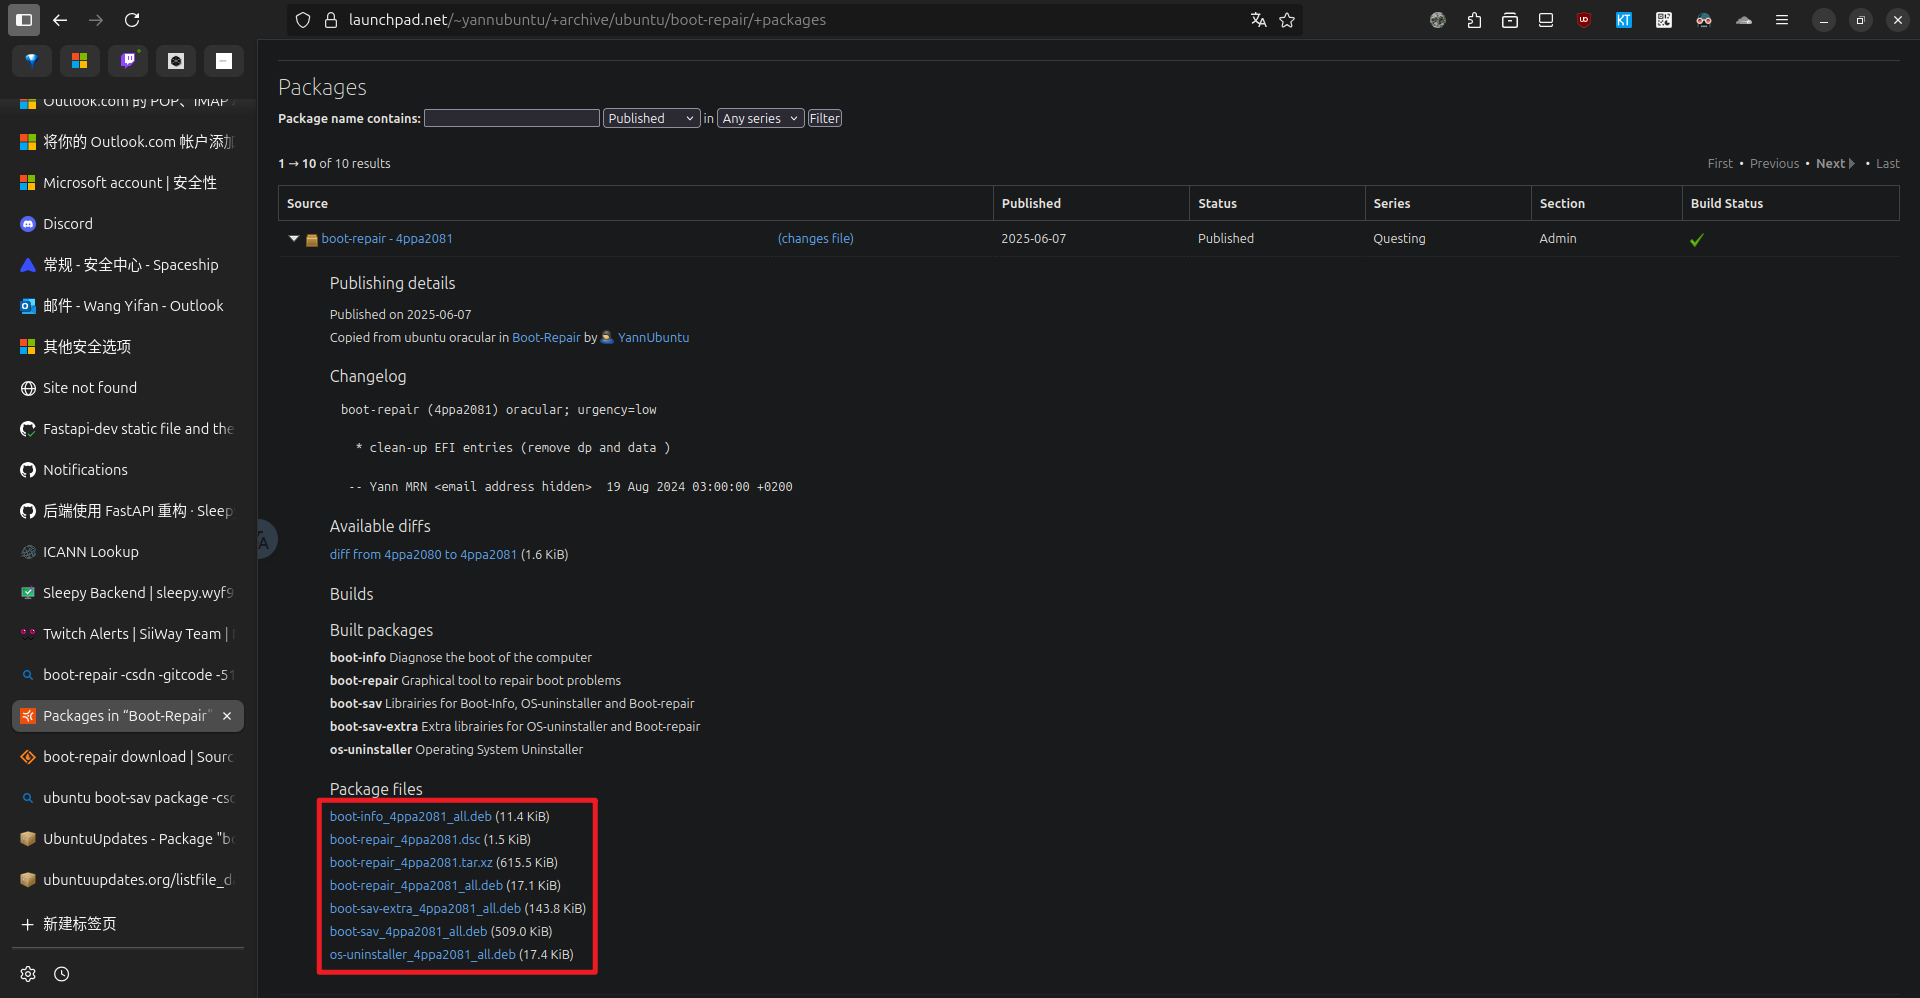 launchpad.net/~yannubuntu/+archive/ubuntu/boot-repair/+packages
Outlook.com 的 POP、IMAP
将你的 Outlook.com 帐户添加
Microsoft account | 安全性
Discord
常规 - 安全中心 - Spaceship
邮件 - Wang Yifan - Outlook
其他安全选项
Site not found
Fastapi-dev static file and the
Notifications
后端使用 FastAPI 重构 · Sleepy
ICANN Lookup
Sleepy Backend | sleepy.wyf9
Twitch Alerts | SiiWay Team |
boot-repair -csdn -gitcode -51
Packages in “Boot-Repair”
boot-repair download | Sourc
ubuntu boot-sav package -csd
UbuntuUpdates - Package "bo
ubuntuupdates.org/listfile_d
新建标签页
Packages
Package name contains: Published in Any series Filter
1 → 10 of 10 results
First • Previous • Next • Last
Source Published Status Series Section Build Status
boot-repair - 4ppa2081 (changes file) 2025-06-07 Published Questing Admin
Publishing details
Published on 2025-06-07
Copied from ubuntu oracular in Boot-Repair by YannUbuntu
Changelog
boot-repair (4ppa2081) oracular; urgency=low
* clean-up EFI entries (remove dp and data )
-- Yann MRN <email address hidden>  19 Aug 2024 03:00:00 +0200
Available diffs
diff from 4ppa2080 to 4ppa2081 (1.6 KiB)
Builds
Built packages
boot-info Diagnose the boot of the computer
boot-repair Graphical tool to repair boot problems
boot-sav Librairies for Boot-Info, OS-uninstaller and Boot-repair
boot-sav-extra Extra librairies for OS-uninstaller and Boot-repair
os-uninstaller Operating System Uninstaller
Package files
boot-info_4ppa2081_all.deb (11.4 KiB)
boot-repair_4ppa2081.dsc (1.5 KiB)
boot-repair_4ppa2081.tar.xz (615.5 KiB)
boot-repair_4ppa2081_all.deb (17.1 KiB)
boot-sav-extra_4ppa2081_all.deb (143.8 KiB)
boot-sav_4ppa2081_all.deb (509.0 KiB)
os-uninstaller_4ppa2081_all.deb (17.4 KiB)